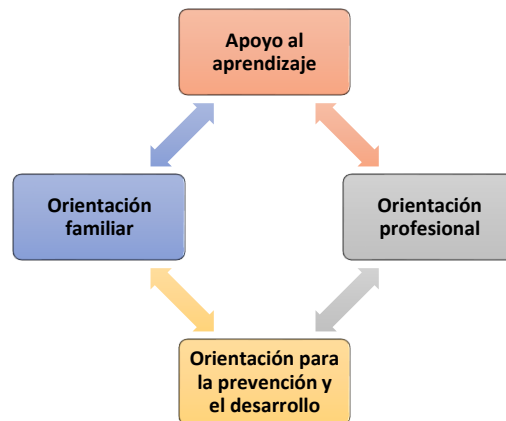 Apoyo al
aprendizaje
Orientación
familiar
Orientación
profesional
Orientación para
la prevención y
el desarrollo